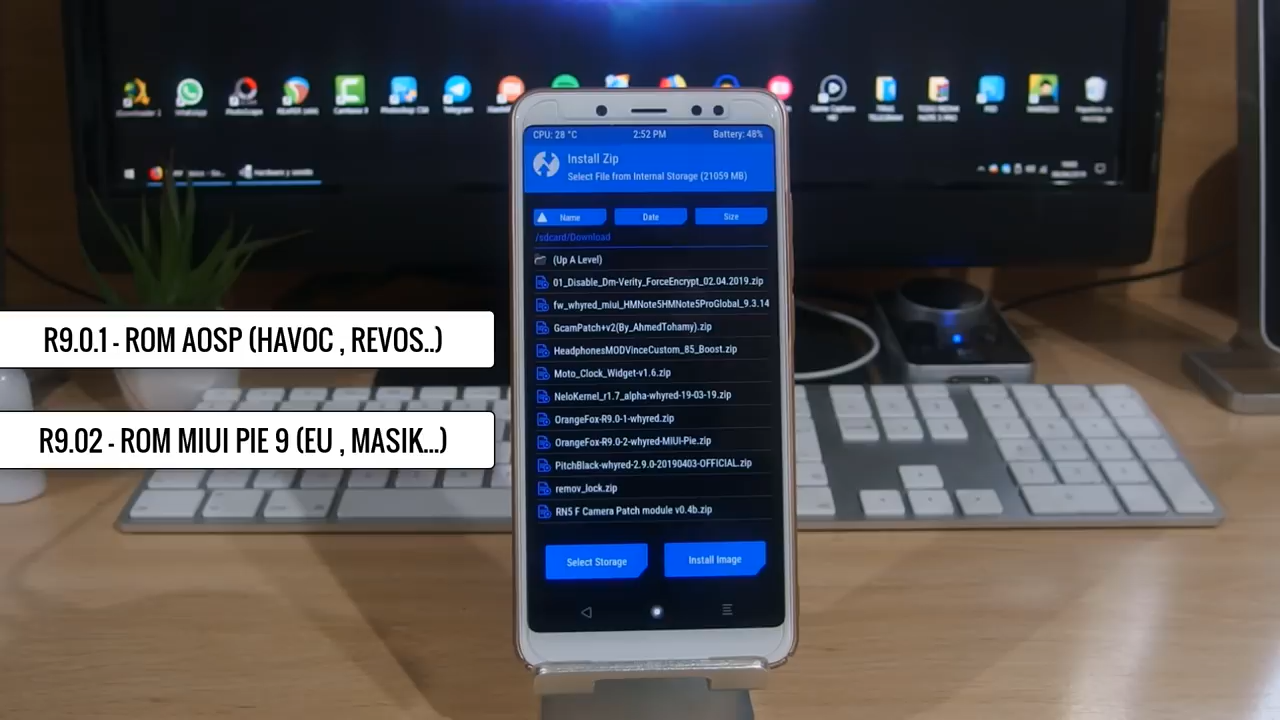 WhatsApp
Telegram
CPU: 28 °C
2:52 PM
Battery: 48%
Install Zip
Select File from Internal Storage (21059 MB)
Name
Date
Size
/sdcard/Download
(Up A Level)
01_Disable_Dm-Verity_ForceEncrypt_02.04.2019.zip
fw_whyred_miui_HMNote5HMNote5ProGlobal_9.3.14
GcamPatch+v2(By_AhmedTohamy).zip
HeadphonesMODVinceCustom_85_Boost.zip
Moto_Clock_Widget-v1.6.zip
NeloKernel_r1.7_alpha-whyred-19-03-19.zip
OrangeFox-R9.0-1-whyred.zip
OrangeFox-R9.0-2-whyred-MIUI-Pie.zip
PitchBlack-whyred-2.9.0-20190403-OFFICIAL.zip
remov_lock.zip
RN5 F Camera Patch module v0.4b.zip
Select Storage
Install Image
R9.0.1 - ROM AOSP (HAVOC , REVOS..)
R9.02 - ROM MIUI PIE 9 (EU , MASIK...)